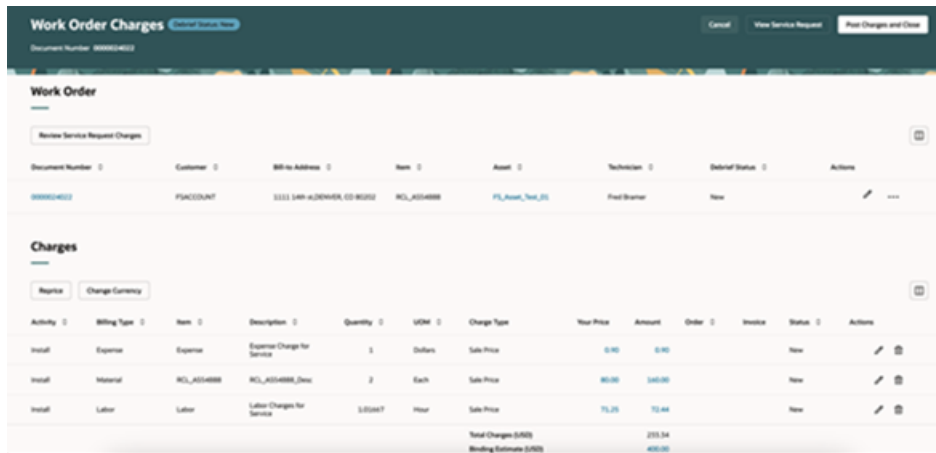 Work Order Charges Debrief Status: New
Cancel View Service Request Post Charges and Close
Document Number 0000024022
Work Order
Review Service Request Charges
Document Number Customer Bill-to Address Item Asset Technician Debrief Status Actions
0000024022 FSACCOUNT 1111 14th st,DENVER, CO 80202 RCL_AS54888 FS_Asset_Test_01 Fred Bramer New
Charges
Reprice Change Currency
Activity Billing Type Item Description Quantity UOM Charge Type Your Price Amount Order Invoice Status Actions
Install Expense Expense Expense Charge for Service 1 Dollars Sale Price 0.90 0.90 New
Install Material RCL_AS54888 RCL_AS54888_Desc 2 Each Sale Price 80.00 160.00 New
Install Labor Labor Labor Charges for Service 1.01667 Hour Sale Price 71.25 72.44 New
Total Charges (USD) 233.34
Binding Estimate (USD) 400.00